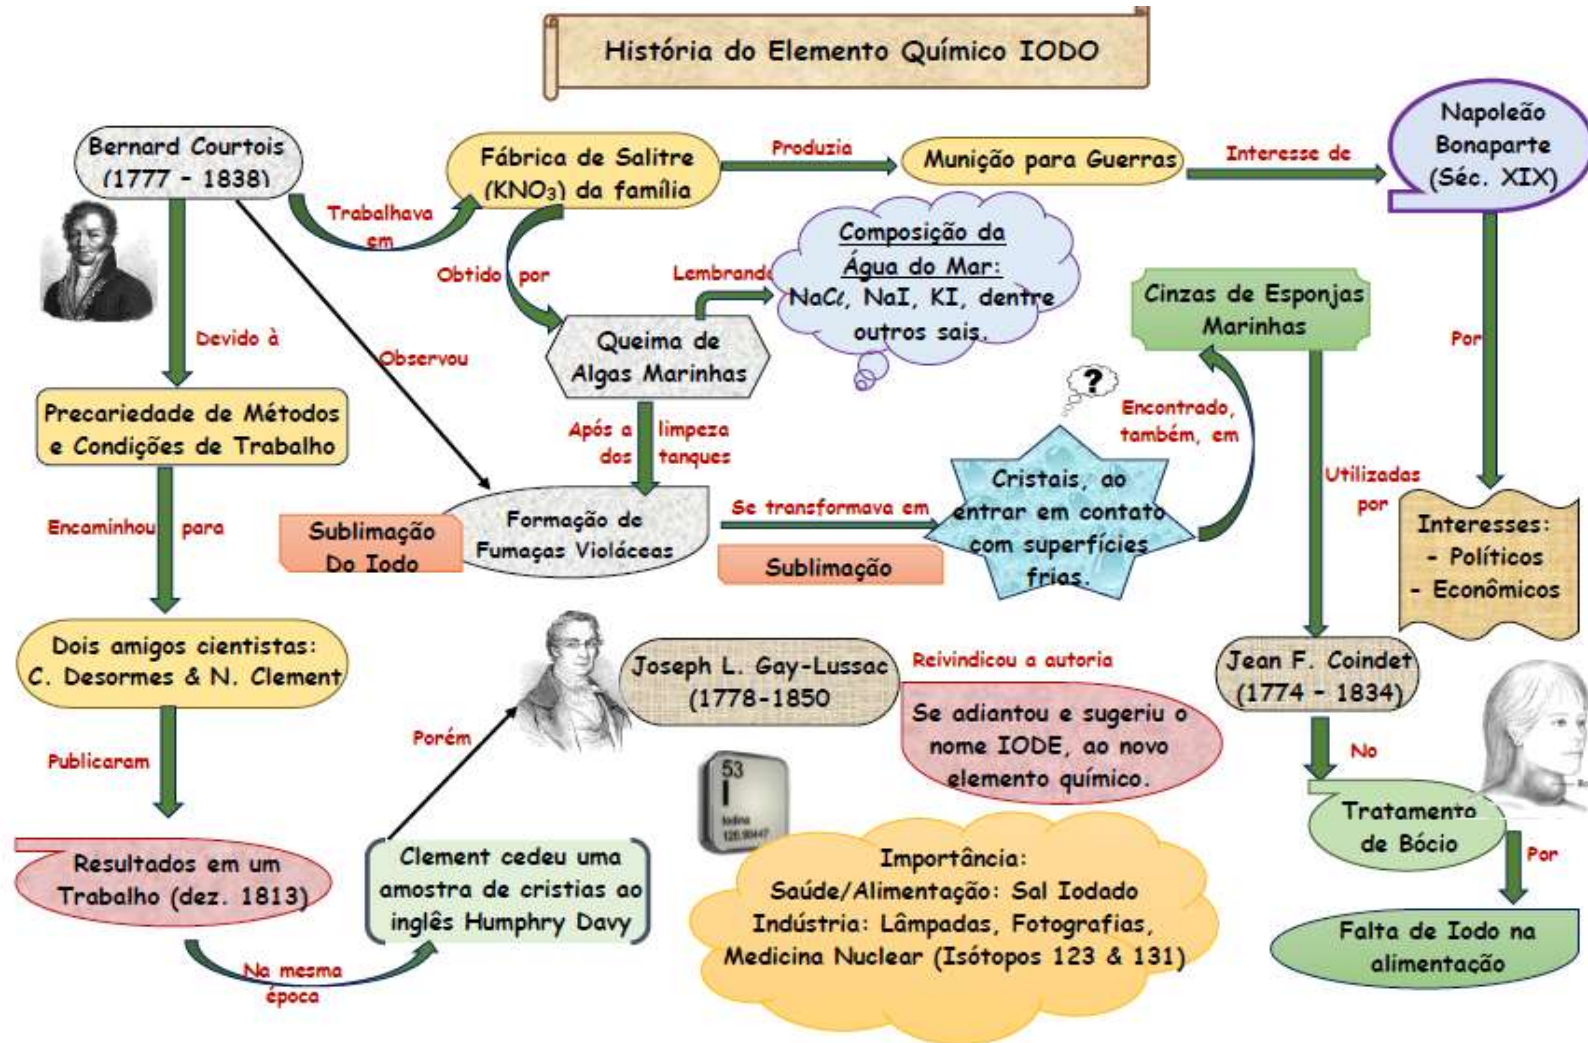 História do Elemento Químico IODO
Bernard Courtois
(1777 – 1838)
Trabalhava
em
Fábrica de Salitre
(KNO₃) da família
Produzia
Munição para Guerras
Interesse de
Napoleão
Bonaparte
(Séc. XIX)
Por
Interesses:
- Políticos
- Econômicos
Obtido por
Queima de
Algas Marinhas
Lembrando
Composição da
Água do Mar:
NaCℓ, NaI, KI, dentre
outros sais.
Observou
Após a limpeza
dos tanques
Formação de
Fumaças Violáceas
Sublimação
Do Iodo
Se transformava em
Sublimação
?
Cristais, ao
entrar em contato
com superfícies
frias.
Encontrado,
também, em
Cinzas de Esponjas
Marinhas
Utilizadas
por
Jean F. Coindet
(1774 – 1834)
No
Tratamento
de Bócio
Por
Falta de Iodo na
alimentação
Devido à
Precariedade de Métodos
e Condições de Trabalho
Encaminhou para
Dois amigos cientistas:
C. Desormes & N. Clement
Publicaram
Resultados em um
Trabalho (dez. 1813)
Na mesma
época
Clement cedeu uma
amostra de cristias ao
inglês Humphry Davy
Porém
Joseph L. Gay-Lussac
(1778-1850
Reivindicou a autoria
Se adiantou e sugeriu o
nome IODE, ao novo
elemento químico.
53
I
Iodine
126.90447
Importância:
Saúde/Alimentação: Sal Iodado
Indústria: Lâmpadas, Fotografias,
Medicina Nuclear (Isótopos 123 & 131)